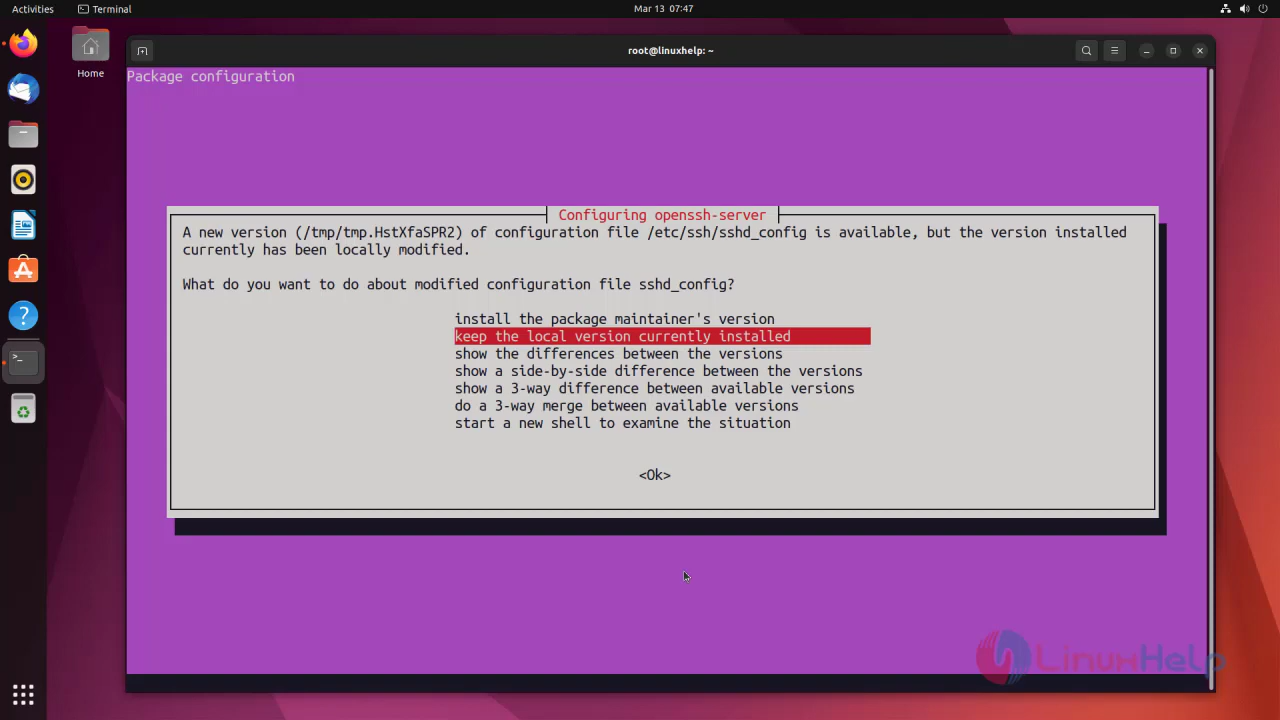 Activities
Terminal
Mar 13 07:47
root@linuxhelp: ~
Home
Package configuration
Configuring openssh-server
A new version (/tmp/tmp.HstXfaSPR2) of configuration file /etc/ssh/sshd_config is available, but the version installed
currently has been locally modified.
What do you want to do about modified configuration file sshd_config?
install the package maintainer's version
keep the local version currently installed
show the differences between the versions
show a side-by-side difference between the versions
show a 3-way difference between available versions
do a 3-way merge between available versions
start a new shell to examine the situation
<Ok>
LinuxHelp